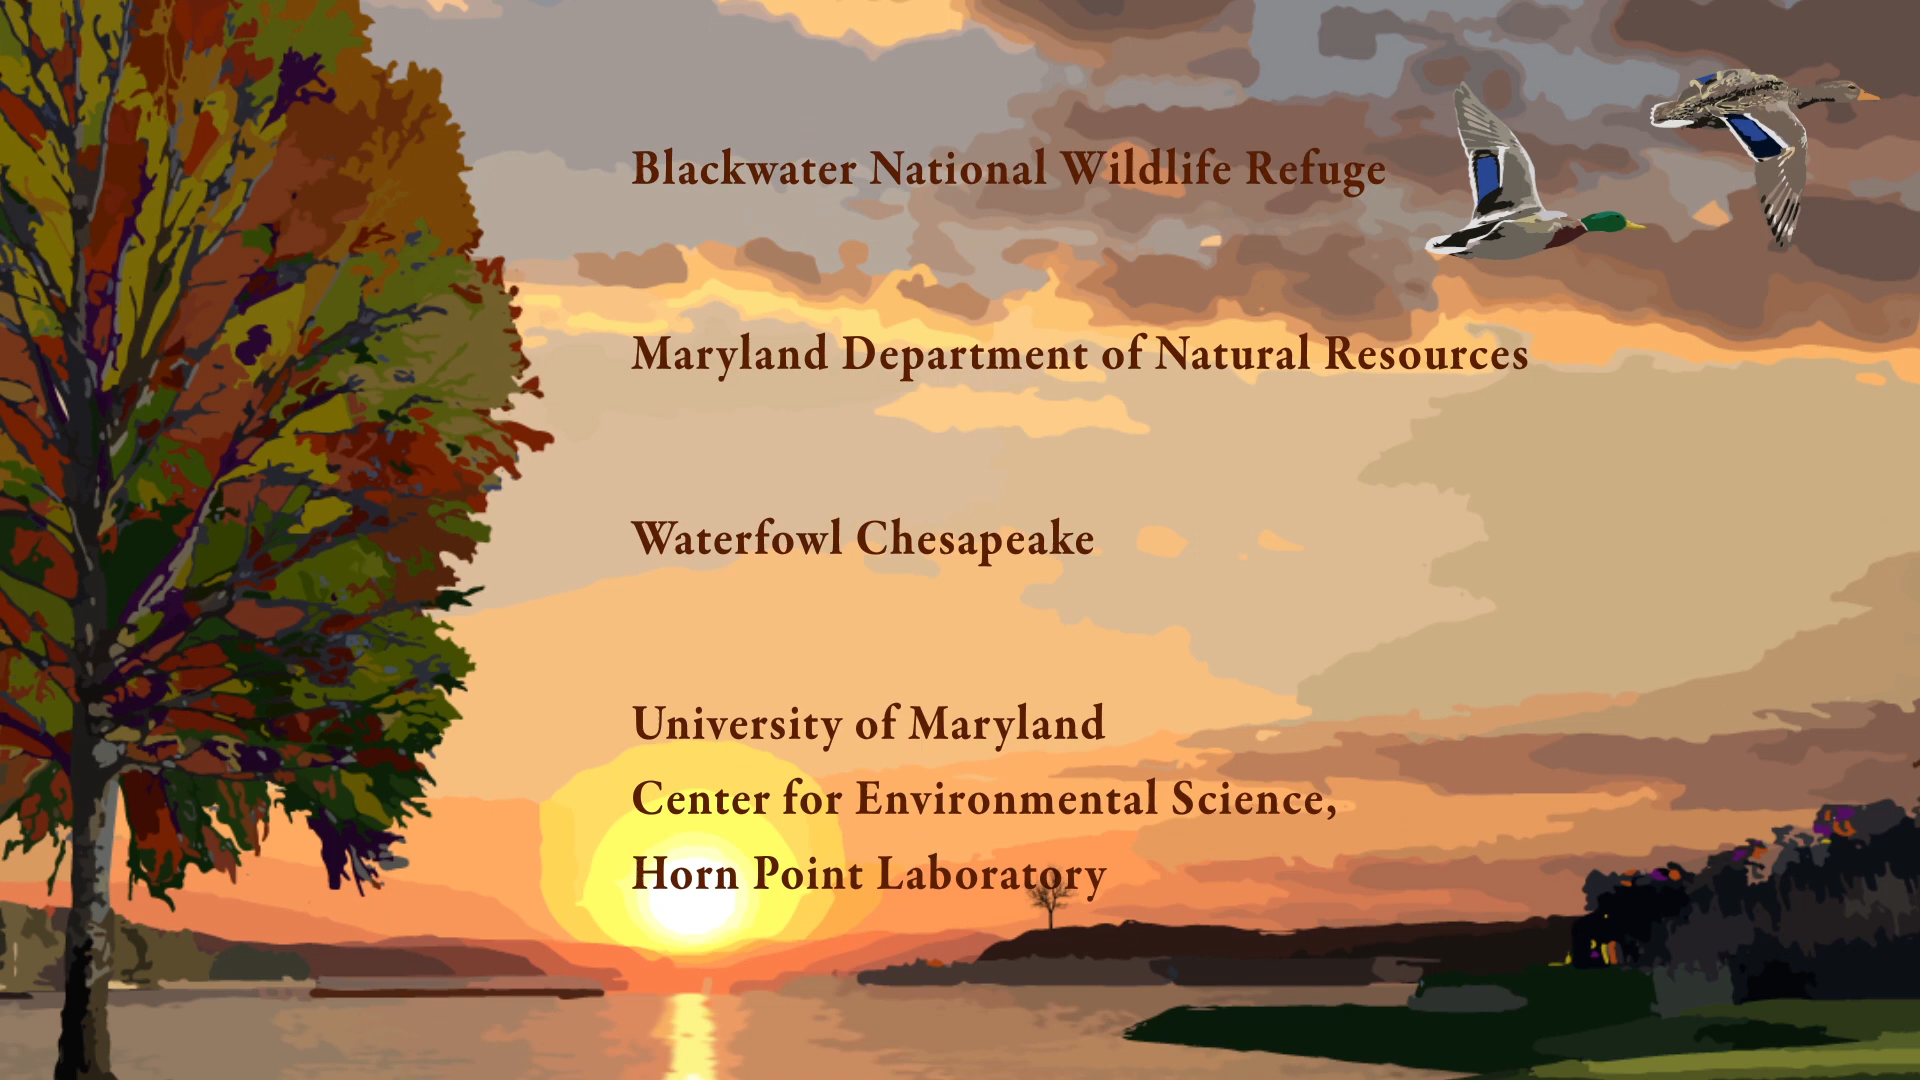 Blackwater National Wildlife Refuge
Maryland Department of Natural Resources
Waterfowl Chesapeake
University of Maryland
Center for Environmental Science,
Horn Point Laboratory